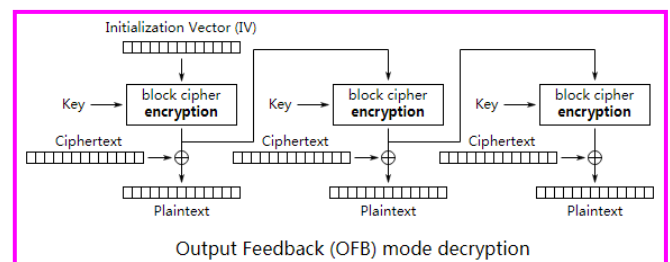 Initialization Vector (IV)
block cipher
encryption
block cipher
encryption
block cipher
encryption
Key
Key
Key
Ciphertext
Ciphertext
Ciphertext
Plaintext
Plaintext
Plaintext
Output Feedback (OFB) mode decryption